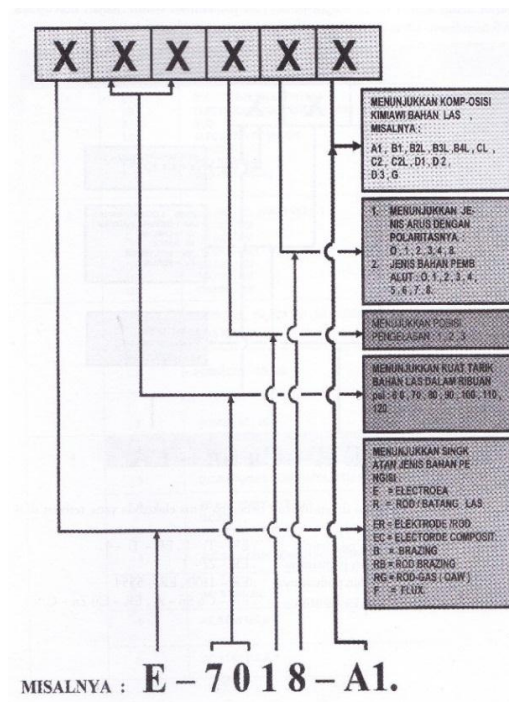 X X X X X X
MENUNJUKKAN KOMP-OSISI
KIMIAWI BAHAN LAS ,
MISALNYA :
A1 , B1 , B2L , B3L , B4L , CL ,
C2 , C2L , D1 , D 2 ,
D 3 , G
1. MENUNJUKKAN JE-
NIS ARUS DENGAN
POLARITASNYA :
0 , 1 , 2 , 3 , 4 , 8 .
2. JENIS BAHAN PEMB
ALUT : 0 , 1 , 2 , 3 , 4 ,
5 , 6 , 7 , 8 .
MENUJUKKAN POSISI
PENGELASAN : 1 , 2 , 3
MENUJUKKAN KUAT TARIK
BAHAN LAS DALAM RIBUAN
psi : 6 0 , 70 , 80 , 90 , 100 , 110 ,
120
MENUNJUKKAN SINGK
ATAN JENIS BAHAN PE
NGISI :
E = ELECTROEA
R = ROD / BATANG LAS
ER = ELEKTRODE /ROD
EC = ELECTORDE COMPOSIT.
B = BRAZING
RB = ROD BRAZING
RG = ROD-GAS ( OAW )
F = FLUX.
MISALNYA : E – 7 0 1 8 – A1.